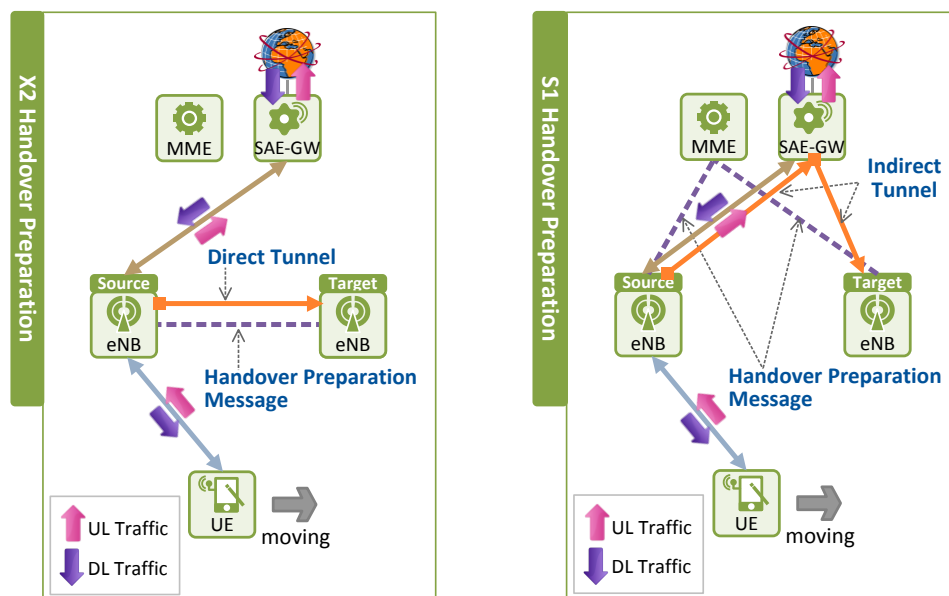 X2 Handover Preparation
MME
SAE-GW
Direct Tunnel
Source
Target
eNB
eNB
Handover Preparation
Message
UE
moving
UL Traffic
DL Traffic
S1 Handover Preparation
MME
SAE-GW
Indirect
Tunnel
Source
Target
eNB
eNB
Handover Preparation
Message
UE
moving
UL Traffic
DL Traffic